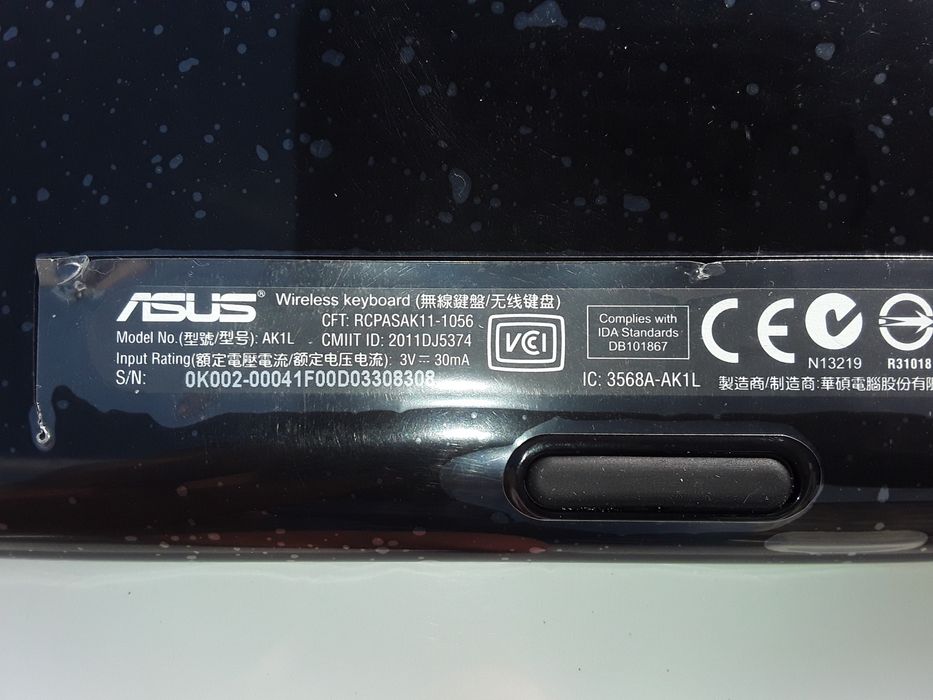 ASUS® Wireless keyboard (無線鍵盤/无线键盘)
CFT: RCPASAK11-1056
Model No.(型號/型号): AK1L CMIIT ID: 2011DJ5374
Input Rating(額定電壓電流/额定电压电流): 3V⎓30mA
S/N: 0K002-00041F00D03308308
VCI
Complies with
IDA Standards
DB101867
IC: 3568A-AK1L
CE
N13219
R31018
製造商/制造商:華碩電腦股份有限